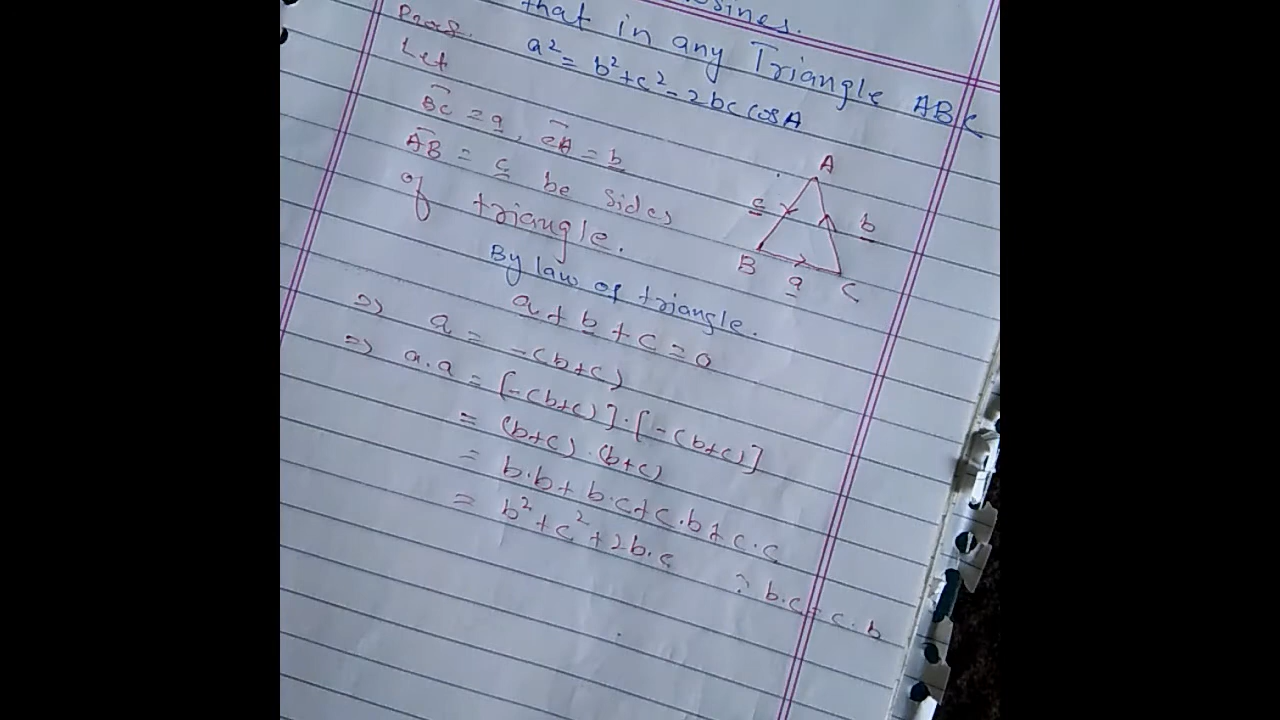 that in any Triangle ABC
a² = b² + c² - 2bc cosA
Proof.
Let
BC = a, CA = b
AB = c be sides
of triangle.
A
c
b
B
a
C
By law of triangle.
a + b + c = 0
⇒ a = -(b+c)
⇒ a.a = [-(b+c)].[-(b+c)]
= (b+c).(b+c)
= b.b + b.c + c.b + c.c
= b² + c² + 2b.c ∵ b.c = c.b